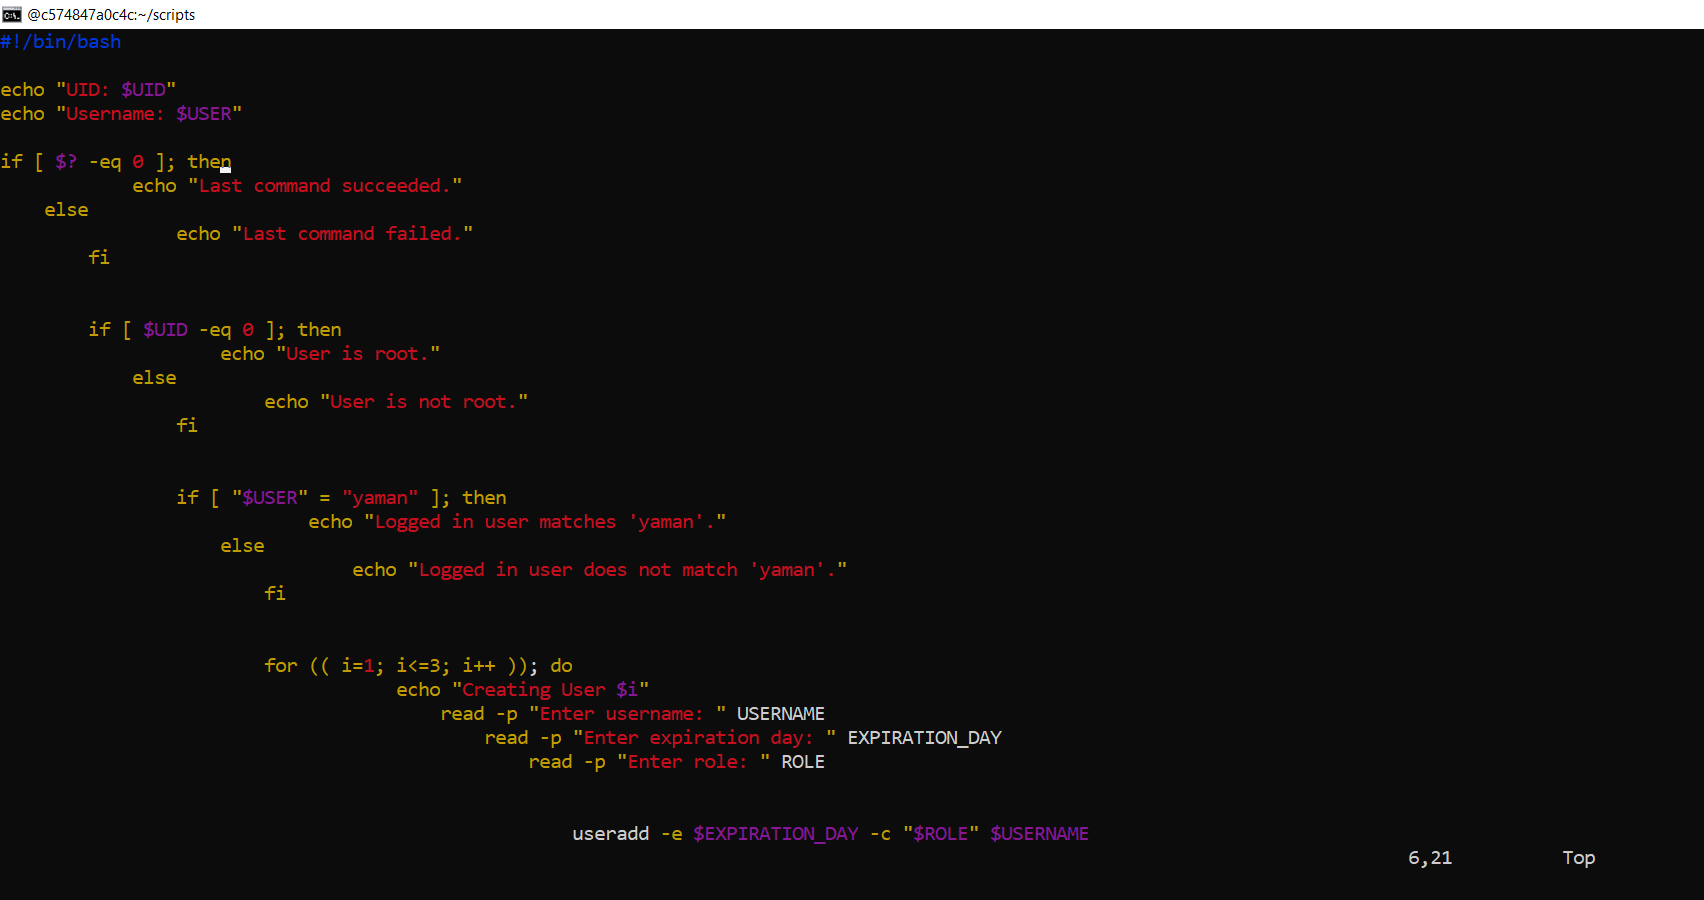 @c574847a0c4c:~/scripts
#!/bin/bash
echo "UID: $UID"
echo "Username: $USER"
if [ $? -eq 0 ]; then
echo "Last command succeeded."
else
echo "Last command failed."
fi
if [ $UID -eq 0 ]; then
echo "User is root."
else
echo "User is not root."
fi
if [ "$USER" = "yaman" ]; then
echo "Logged in user matches 'yaman'."
else
echo "Logged in user does not match 'yaman'."
fi
for (( i=1; i<=3; i++ )); do
echo "Creating User $i"
read -p "Enter username: " USERNAME
read -p "Enter expiration day: " EXPIRATION_DAY
read -p "Enter role: " ROLE
useradd -e $EXPIRATION_DAY -c "$ROLE" $USERNAME
6,21 Top